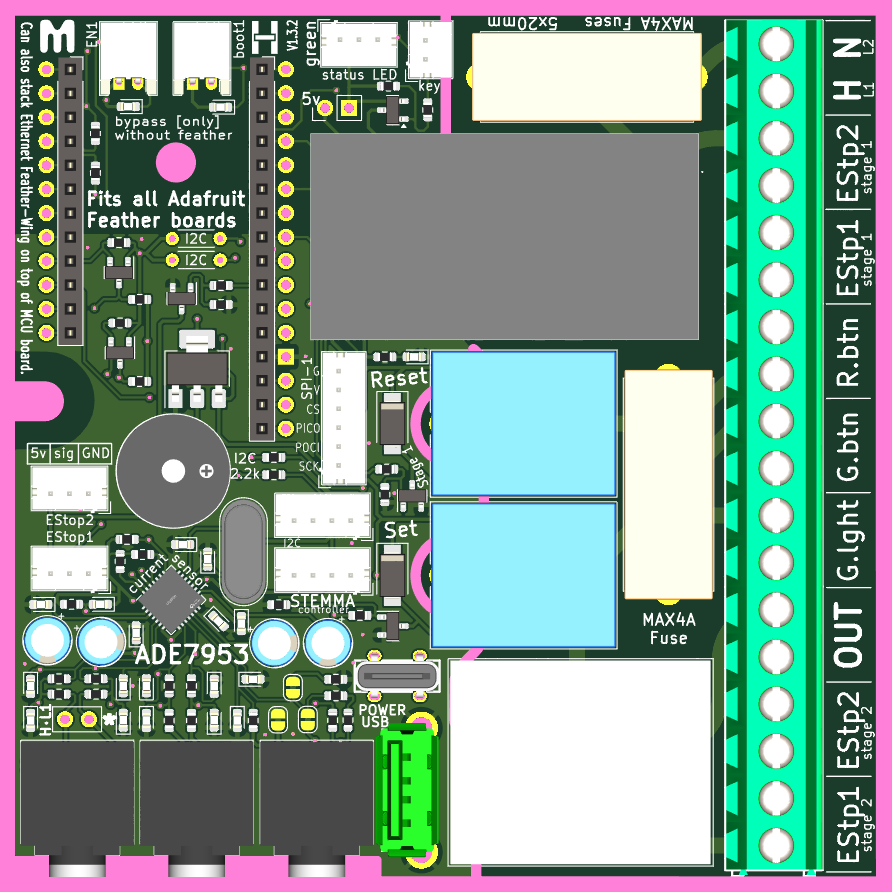 M
EN1
boot1
H
V1.3.2
green
status LED
key
5x20mm
Fuses
MAX4A
5v
bypass [only]
without feather
Can also stack Ethernet Feather-Wing on top of MCU board.
Fits all Adafruit
Feather boards
I2C
I2C
SPI 1
G
V
CS
PICO
POCI
SCK
Reset
Stage 1
I2C
2.2k
5v sig GND
EStop2
EStop1
Set
I2C
STEMMA
controller
current sensor
ADE7953
MAX4A
Fuse
POWER
USB
H-L1
*
N
L2
H
L1
EStp2
stage 1
EStp1
stage 1
R.btn
G.btn
G.lght
OUT
EStp2
stage 2
EStp1
stage 2